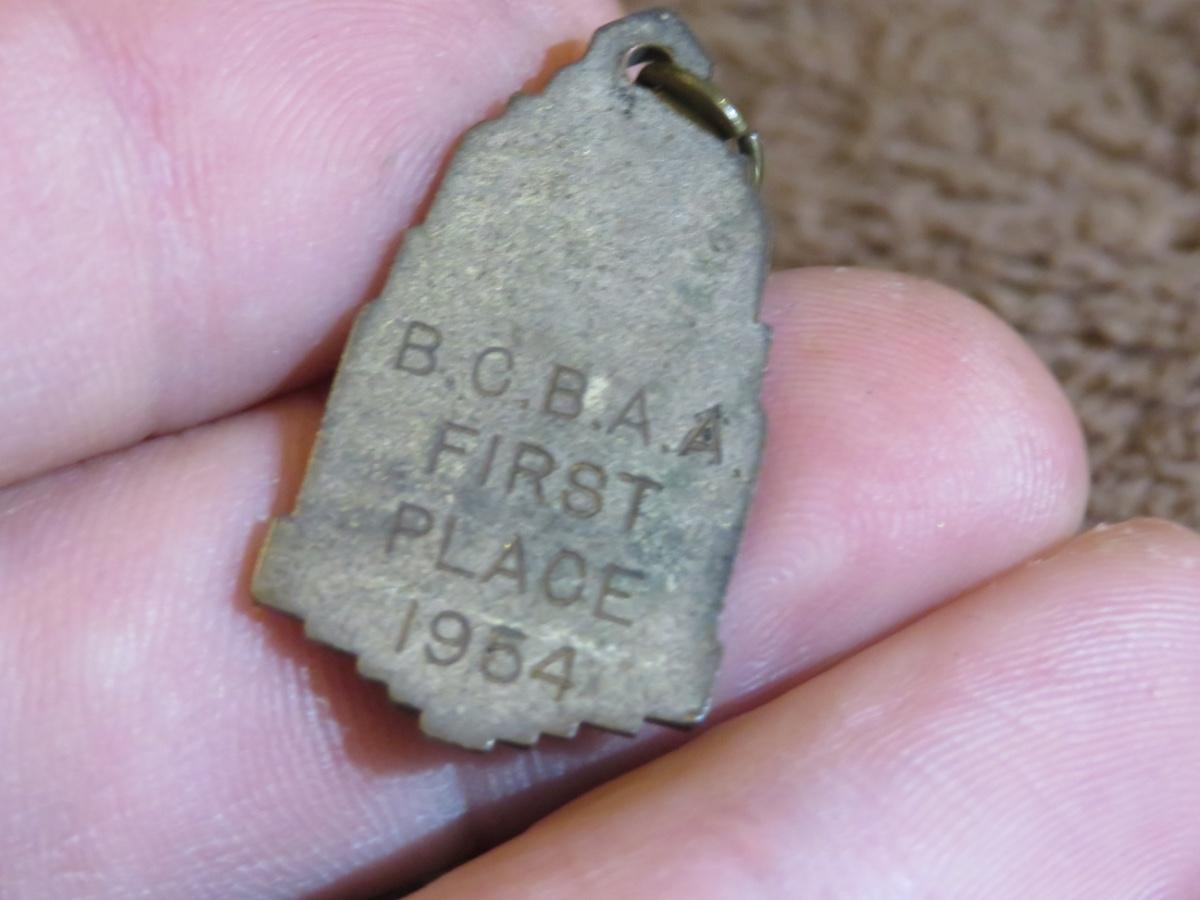 B.C.B.A.A.
FIRST
PLACE
1954